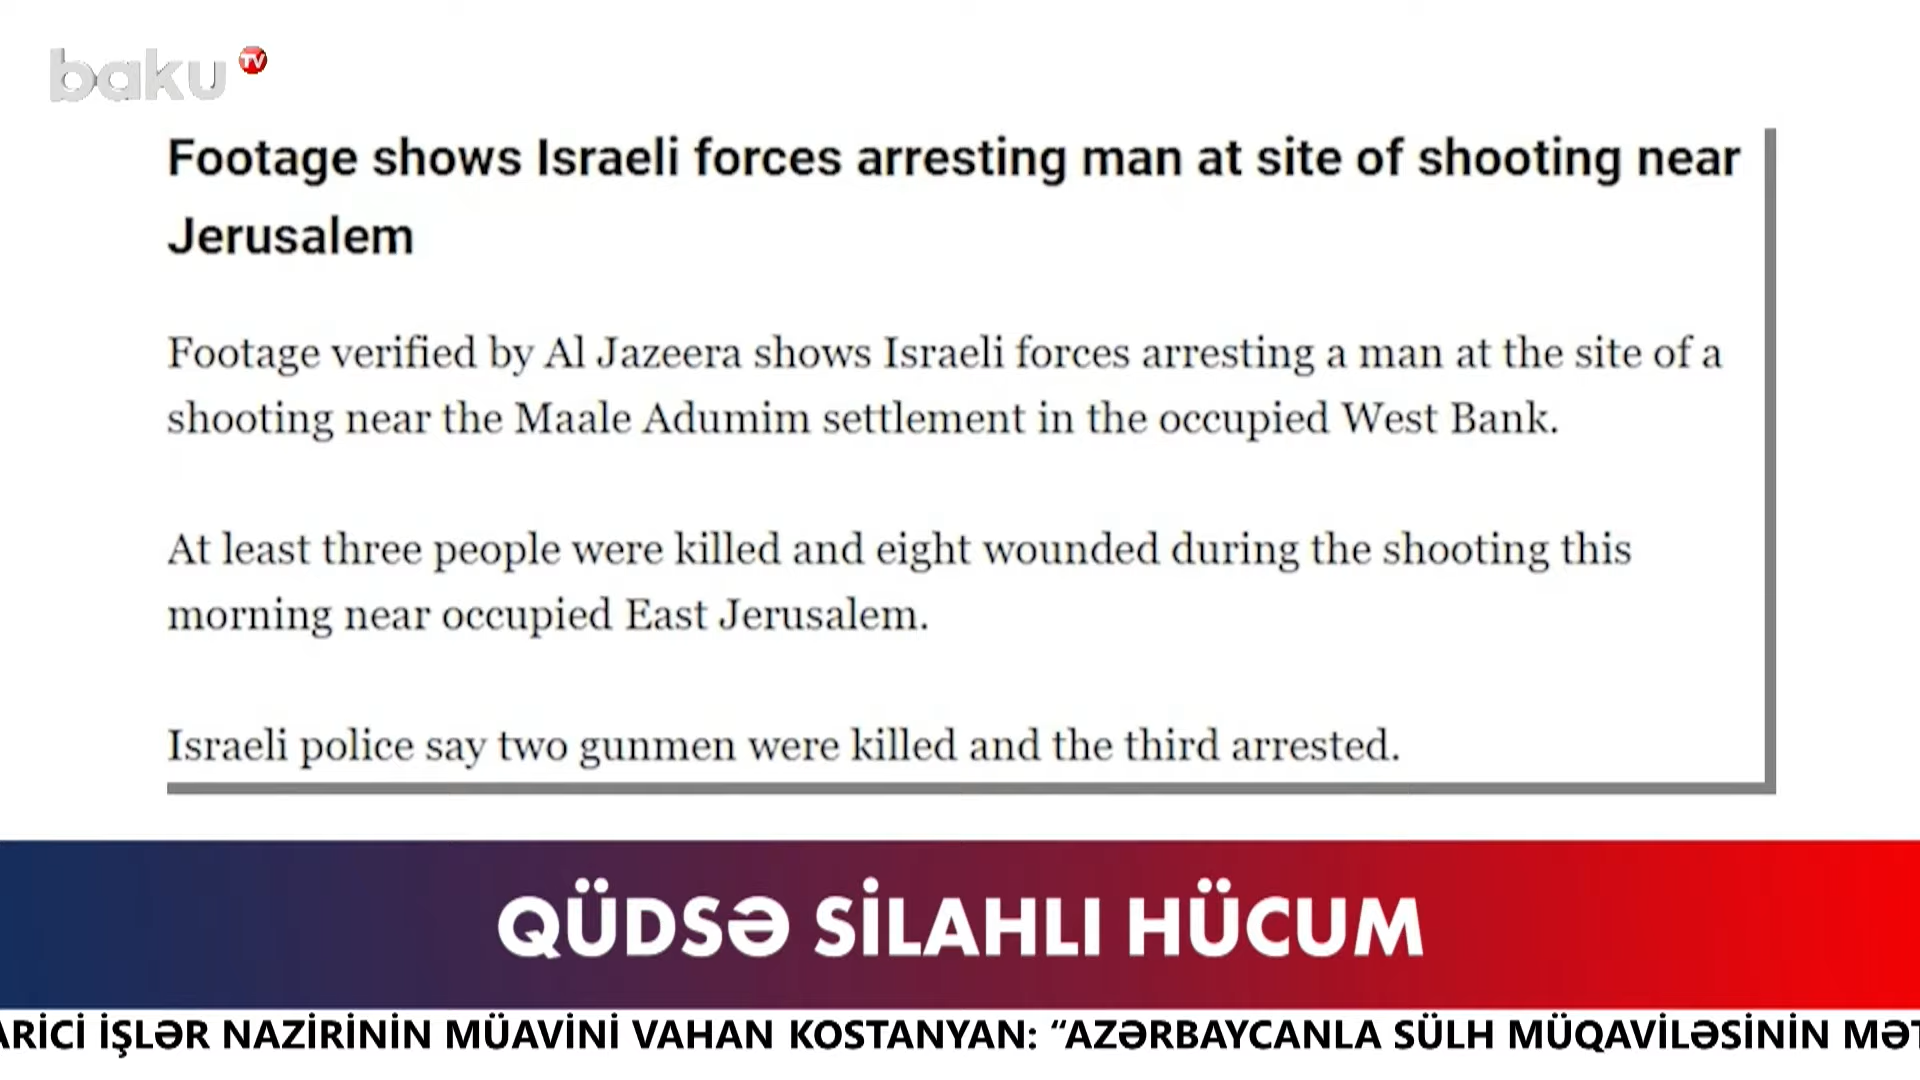 baku TV
Footage shows Israeli forces arresting man at site of shooting near
Jerusalem
Footage verified by Al Jazeera shows Israeli forces arresting a man at the site of a
shooting near the Maale Adumim settlement in the occupied West Bank.
At least three people were killed and eight wounded during the shooting this
morning near occupied East Jerusalem.
Israeli police say two gunmen were killed and the third arrested.
QÜDSƏ SİLAHLI HÜCUM
ARİCİ İŞLƏR NAZİRİNİN MÜAVİNİ VAHAN KOSTANYAN: “AZƏRBAYCANLA SÜLH MÜQAVİLƏSİNİN MƏT